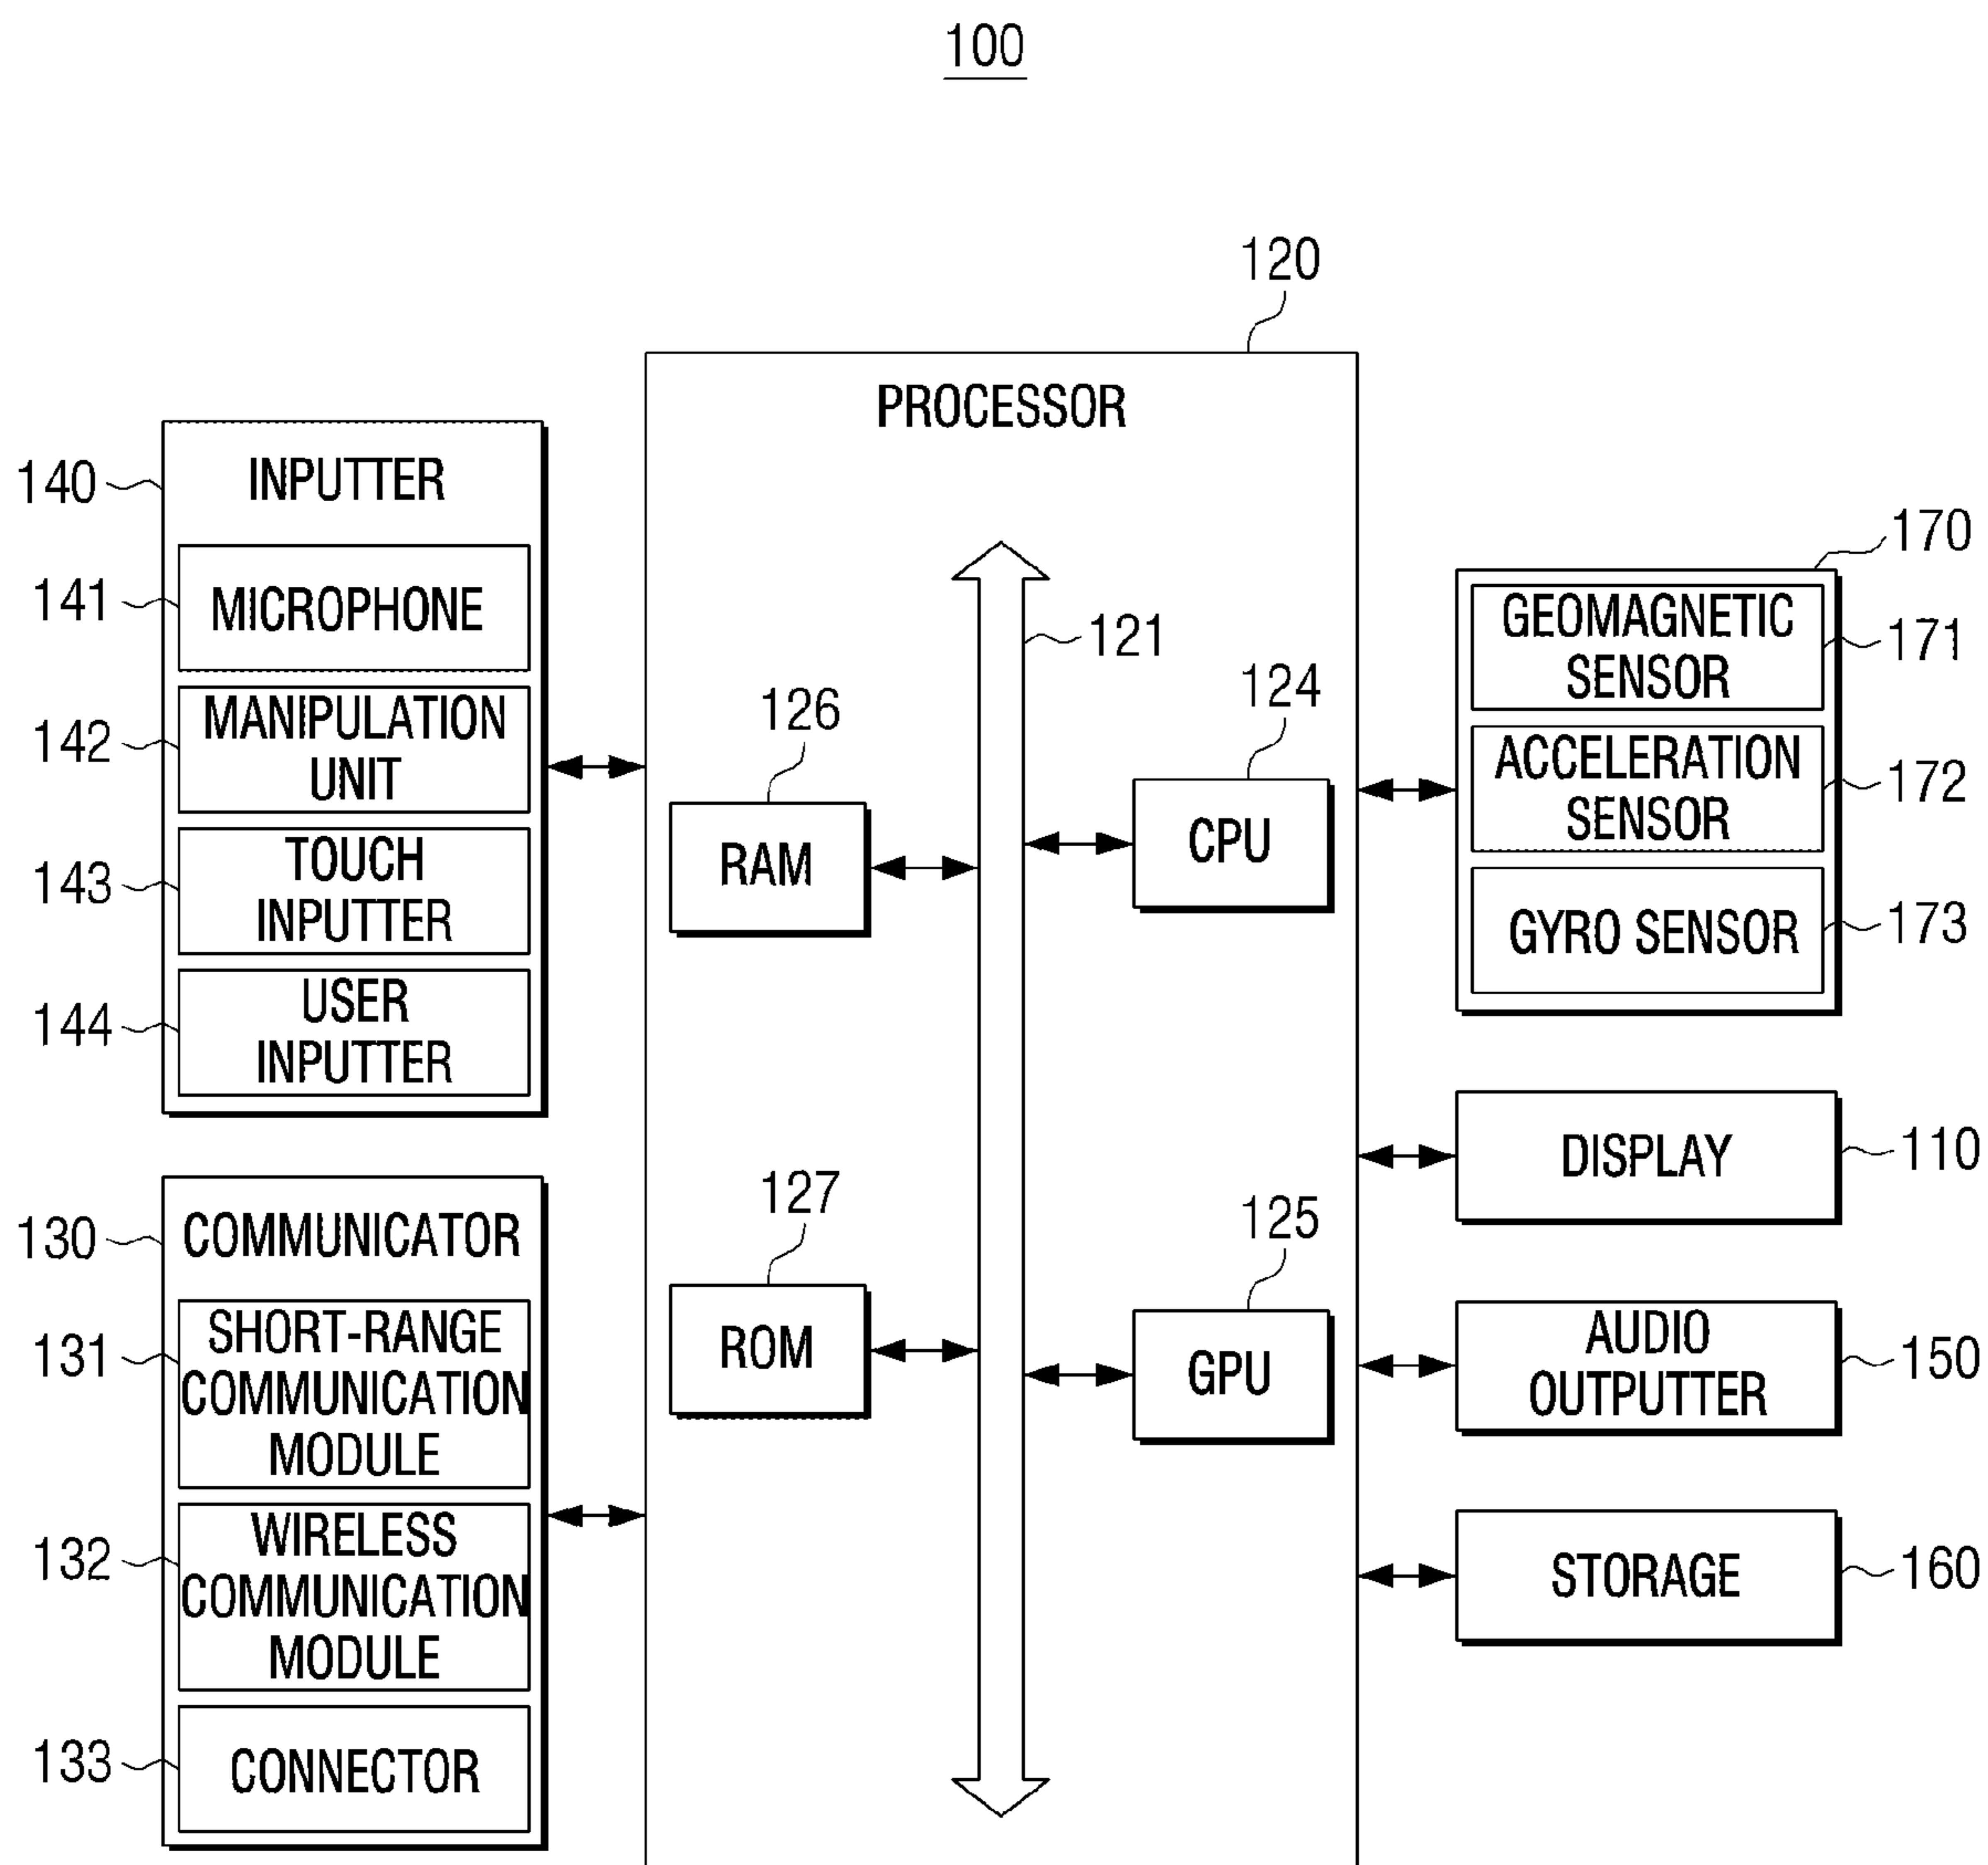 100
120
PROCESSOR
140
INPUTTER
141
MICROPHONE
142
MANIPULATION
UNIT
143
TOUCH
INPUTTER
144
USER
INPUTTER
130
COMMUNICATOR
131
SHORT-RANGE
COMMUNICATION
MODULE
132
WIRELESS
COMMUNICATION
MODULE
133
CONNECTOR
121
126
RAM
124
CPU
127
ROM
125
GPU
170
GEOMAGNETIC
SENSOR
171
ACCELERATION
SENSOR
172
GYRO SENSOR
173
DISPLAY
110
AUDIO
OUTPUTTER
150
STORAGE
160